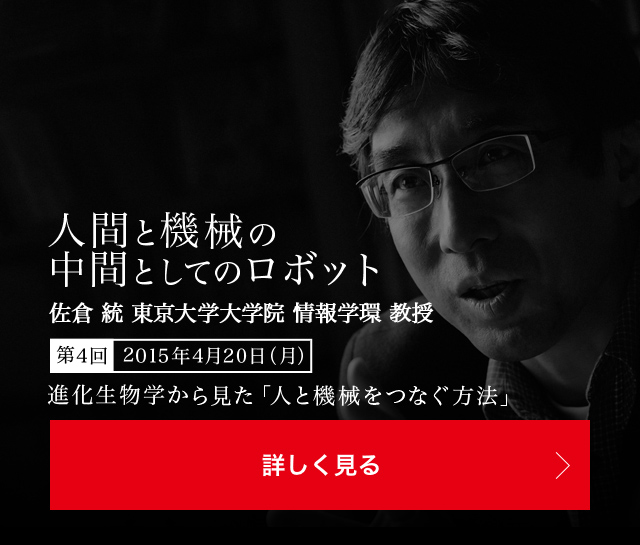 人間と機械の
中間としてのロボット
佐倉 統 東京大学大学院 情報学環 教授
第4回 2015年4月20日(月)
進化生物学から見た「人と機械をつなぐ方法」
詳しく見る